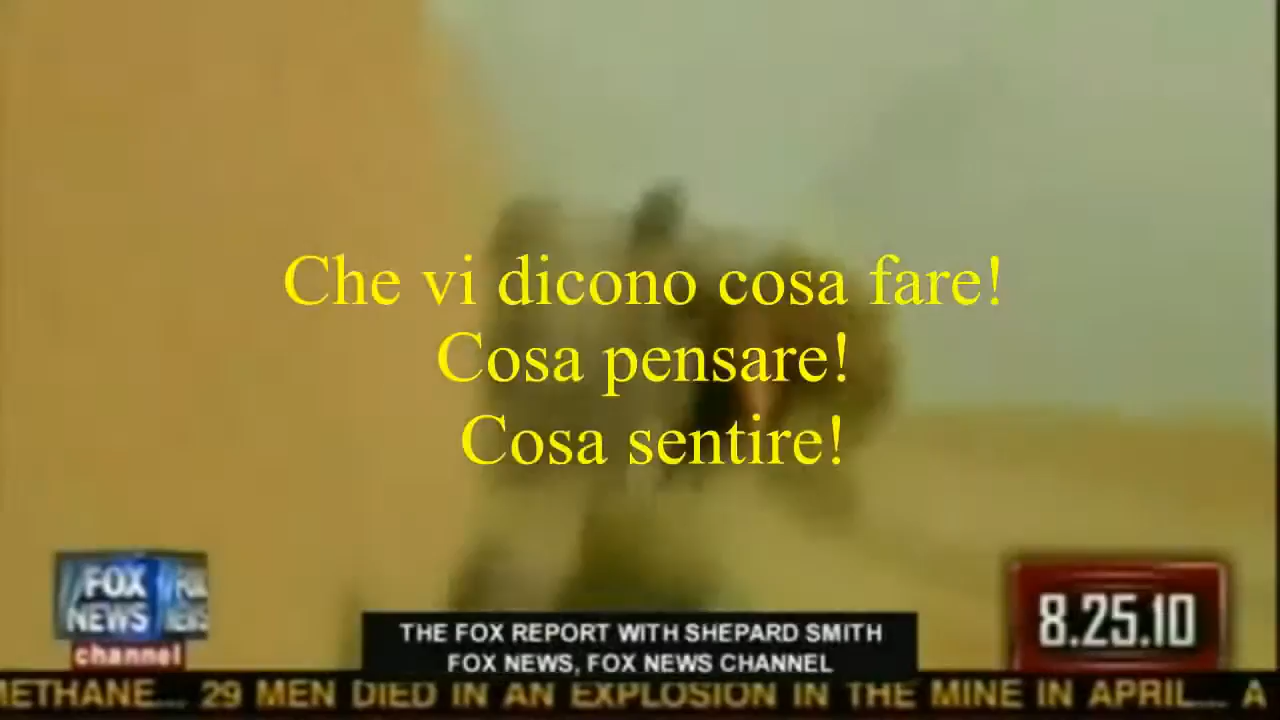 Che vi dicono cosa fare!
Cosa pensare!
Cosa sentire!
FOX
NEWS
channel
8.25.10
THE FOX REPORT WITH SHEPARD SMITH
FOX NEWS, FOX NEWS CHANNEL
METHANE... 29 MEN DIED IN AN EXPLOSION IN THE MINE IN APRIL... A